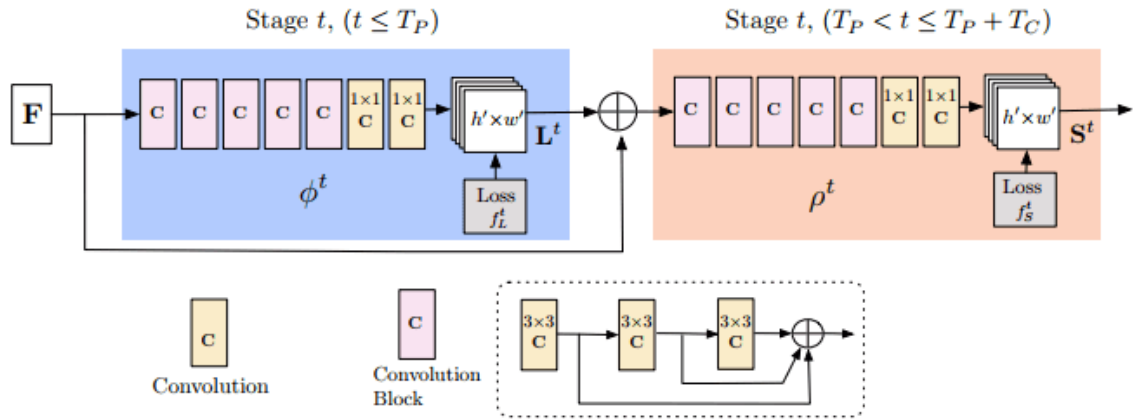 Stage t, (t ≤ T_P)
Stage t, (T_P < t ≤ T_P + T_C)
F
C C C C C 1×1 C 1×1 C
h′×w′
L^t
Loss
f_L^t
ϕ^t
C C C C C 1×1 C 1×1 C
h′×w′
S^t
Loss
f_S^t
ρ^t
C
Convolution
C
Convolution
Block
3×3 3×3 3×3
C C C